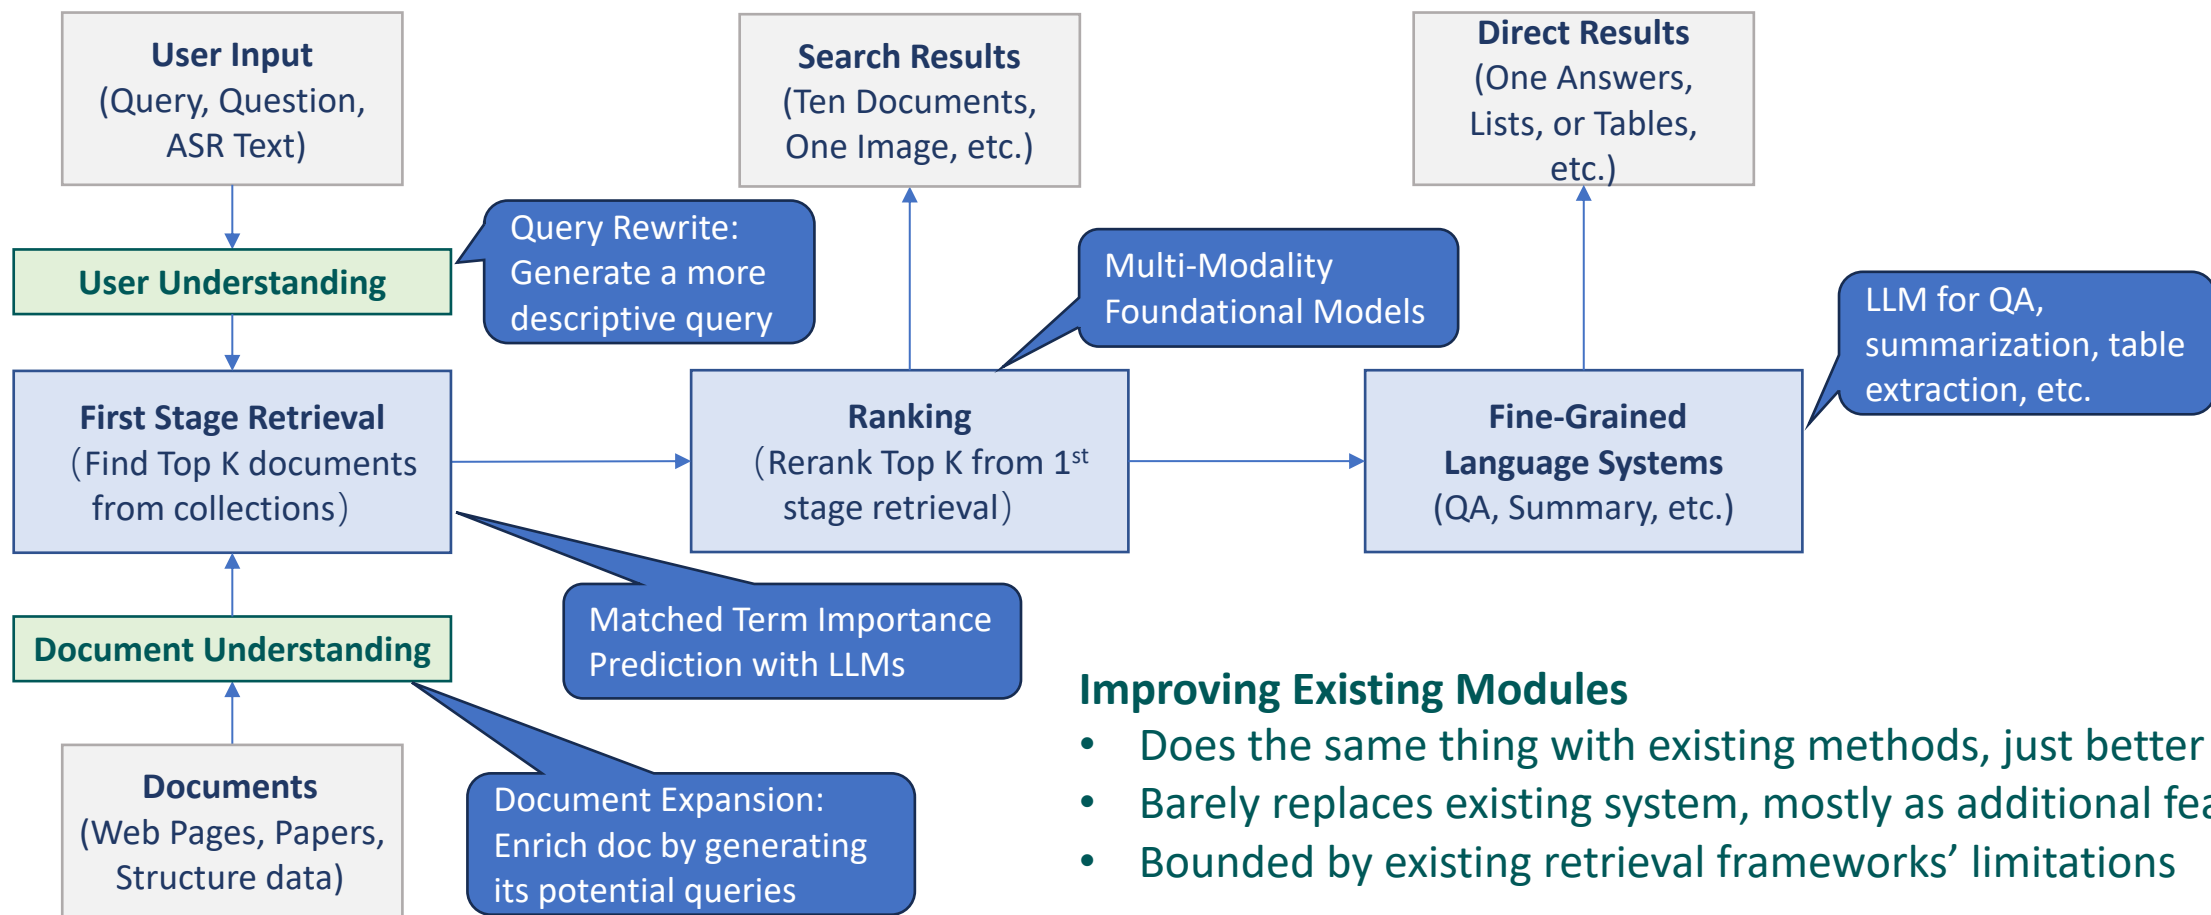 User Input
(Query, Question,
ASR Text)
Search Results
(Ten Documents,
One Image, etc.)
Direct Results
(One Answers,
Lists, or Tables,
etc.)
User Understanding
Query Rewrite:
Generate a more
descriptive query
Multi-Modality
Foundational Models
LLM for QA,
summarization, table
extraction, etc.
First Stage Retrieval
（Find Top K documents
from collections）
Ranking
（Rerank Top K from 1st
stage retrieval）
Fine-Grained
Language Systems
(QA, Summary, etc.)
Matched Term Importance
Prediction with LLMs
Document Understanding
Document Expansion:
Enrich doc by generating
its potential queries
Documents
(Web Pages, Papers,
Structure data)
Improving Existing Modules
• Does the same thing with existing methods, just better
• Barely replaces existing system, mostly as additional
• Bounded by existing retrieval frameworks’ limitations